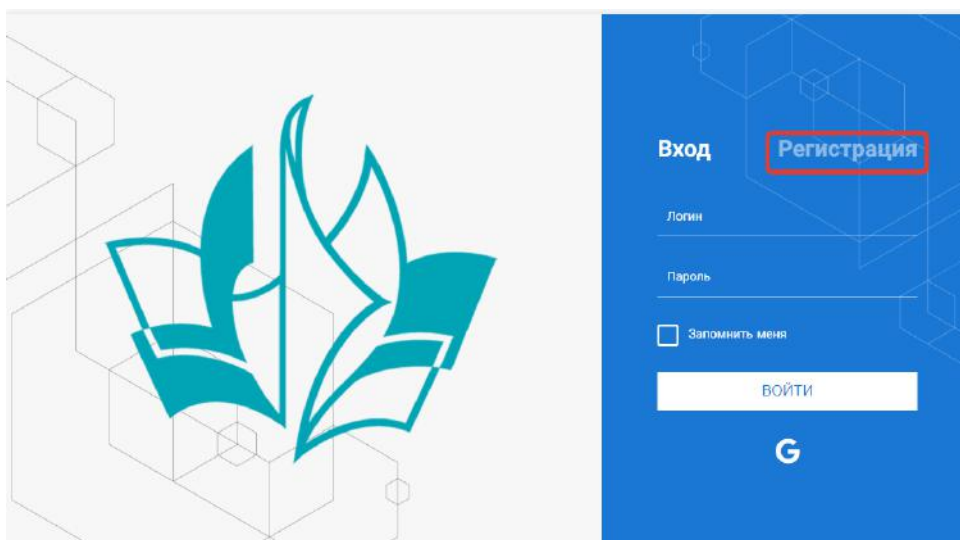 Вход Регистрация
Логин
Пароль
Запомнить меня
ВОЙТИ
G